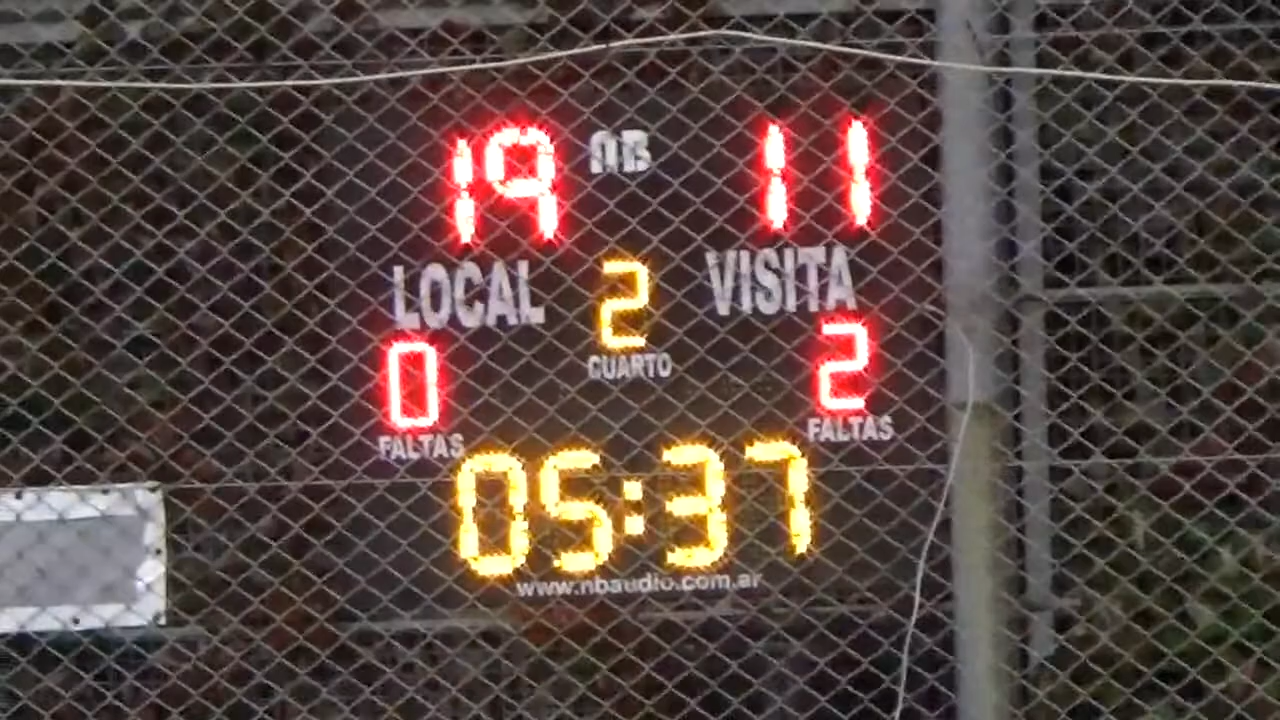 19 NB 11
LOCAL 2 VISITA
CUARTO
0 2
FALTAS FALTAS
05:37
www.nbaudio.com.ar